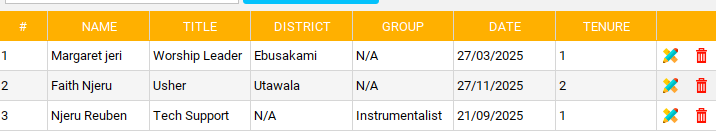 # NAME TITLE DISTRICT GROUP DATE TENURE
1 Margaret jeri Worship Leader Ebusakami N/A 27/03/2025 1
2 Faith Njeru Usher Utawala N/A 27/11/2025 2
3 Njeru Reuben Tech Support N/A Instrumentalist 21/09/2025 1